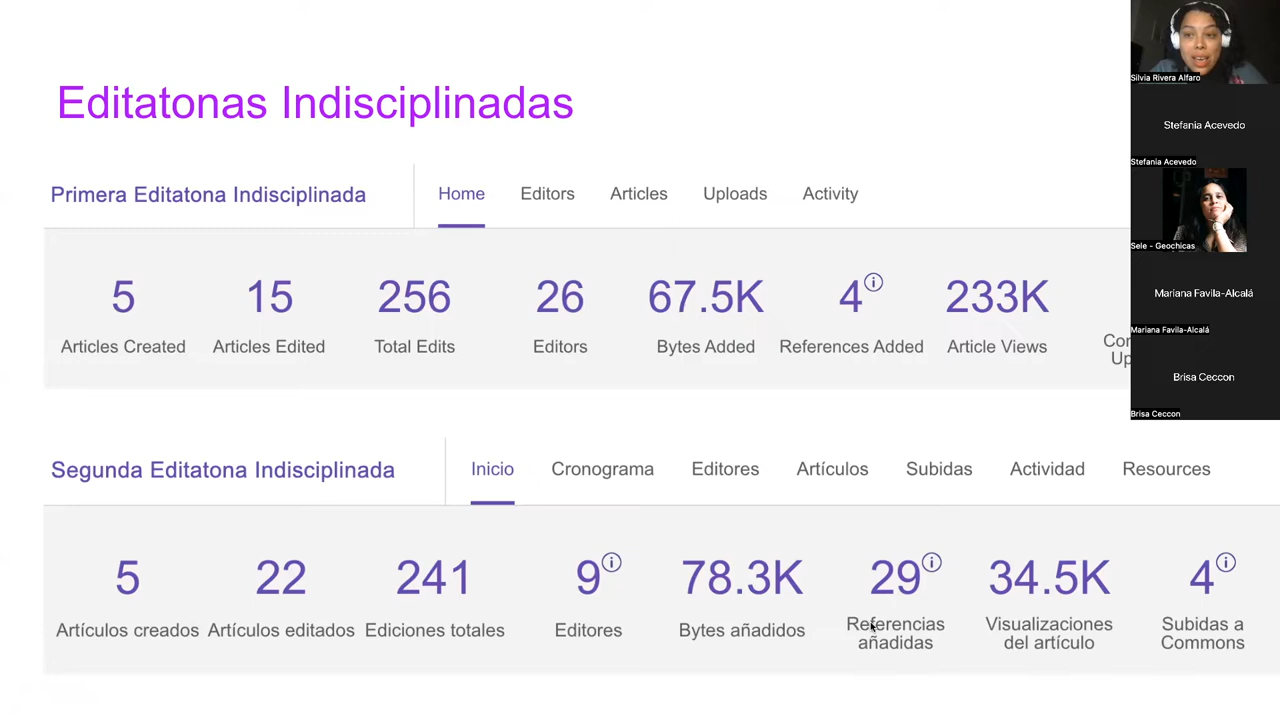 Editatonas Indisciplinadas
Primera Editatona Indisciplinada
Home Editors Articles Uploads Activity
5 15 256 26 67.5K 4 233K
Articles Created Articles Edited Total Edits Editors Bytes Added References Added Article Views
Segunda Editatona Indisciplinada
Inicio Cronograma Editores Artículos Subidas Actividad Resources
5 22 241 9 78.3K 29 34.5K 4
Artículos creados Artículos editados Ediciones totales Editores Bytes añadidos Referencias añadidas Visualizaciones del artículo Subidas a Commons
Silvia Rivera Alfaro
Stefania Acevedo
Stefania Acevedo
Sele - Geochicas
Mariana Favila-Alcalá
Mariana Favila-Alcalá
Brisa Ceccon
Brisa Ceccon